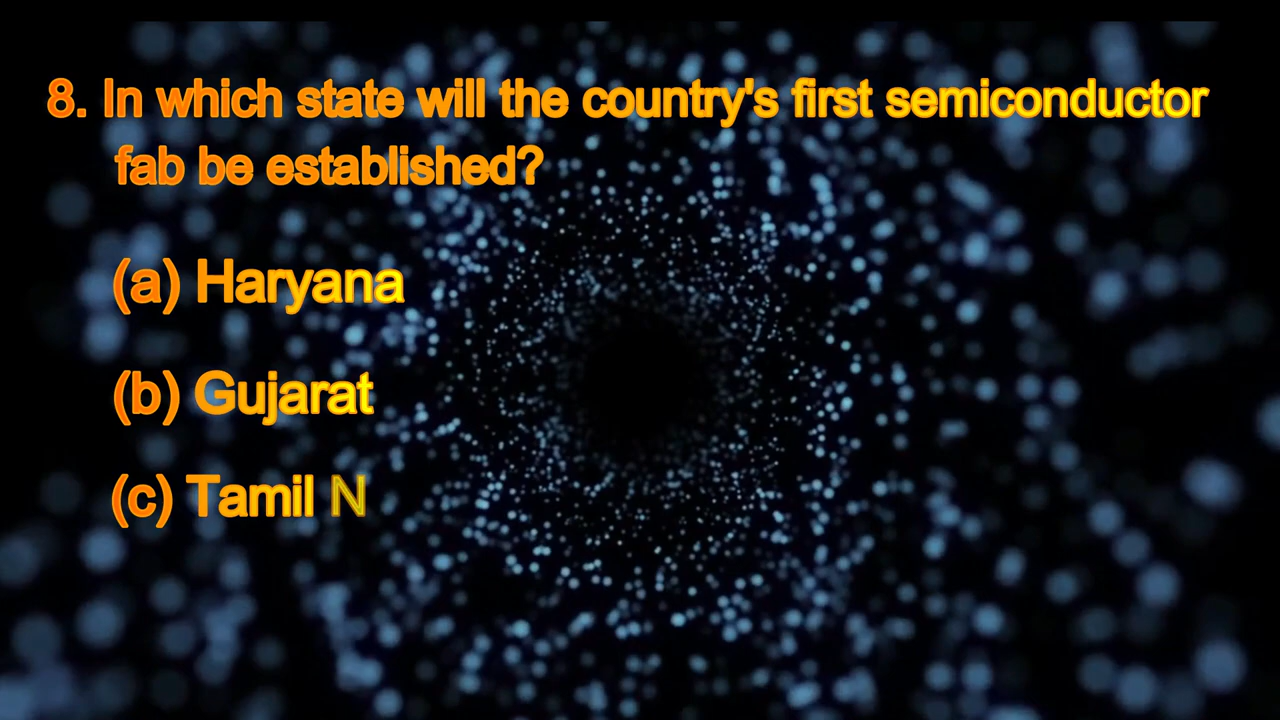 8. In which state will the country's first semiconductor
fab be established?
(a) Haryana
(b) Gujarat
(c) Tamil N